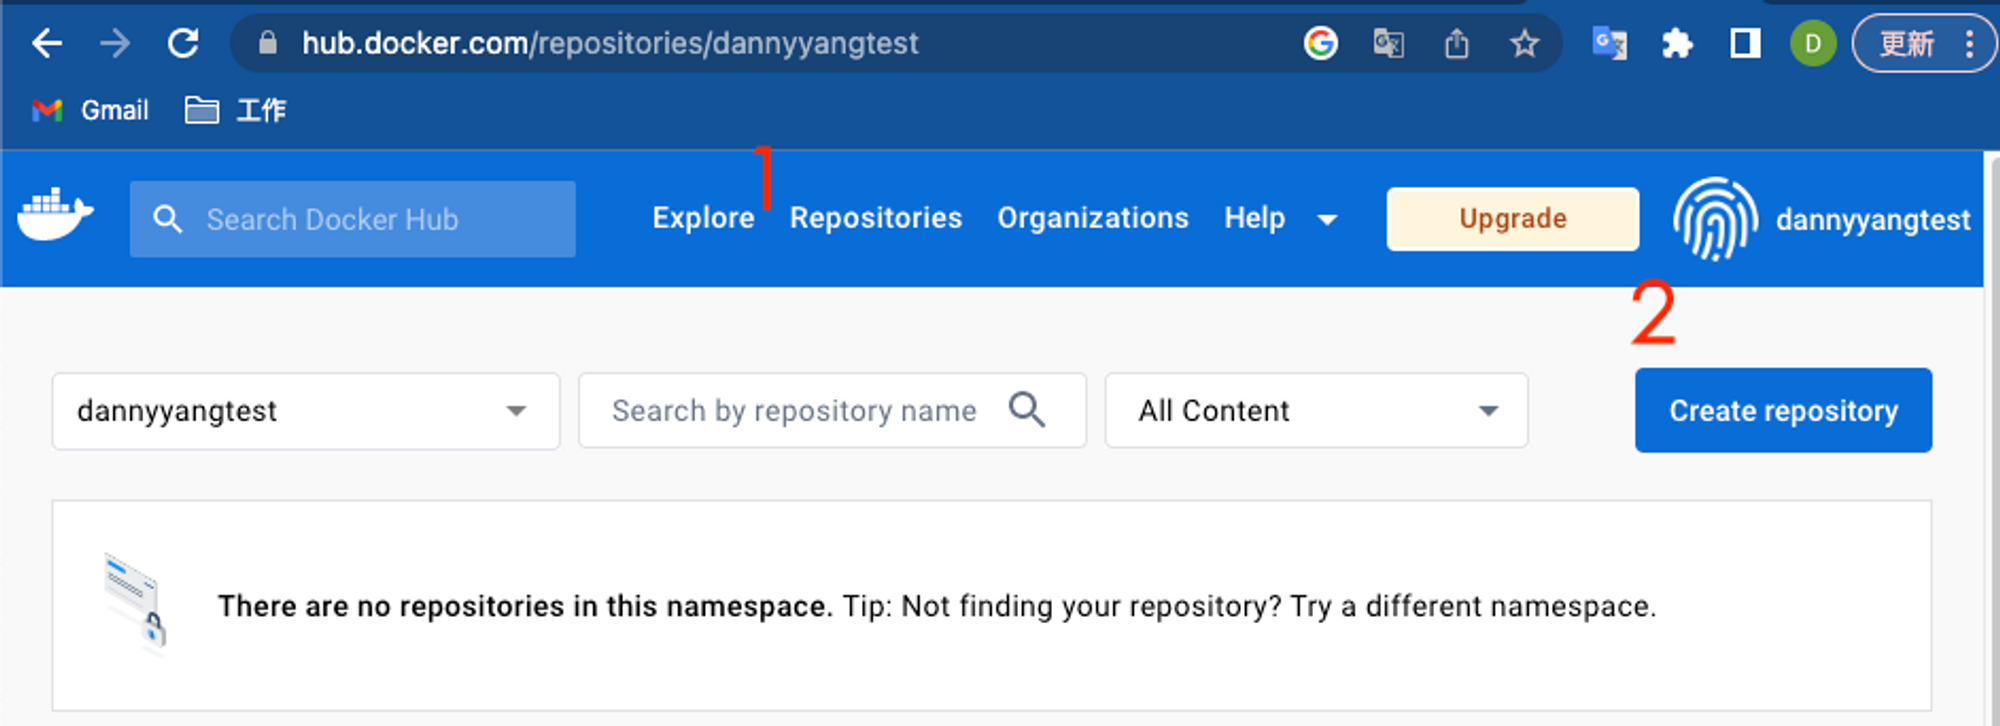 hub.docker.com/repositories/dannyyangtest D 更新
Gmail 工作
1
Search Docker Hub Explore Repositories Organizations Help Upgrade dannyyangtest
2
dannyyangtest Search by repository name All Content Create repository
There are no repositories in this namespace. Tip: Not finding your repository? Try a different namespace.